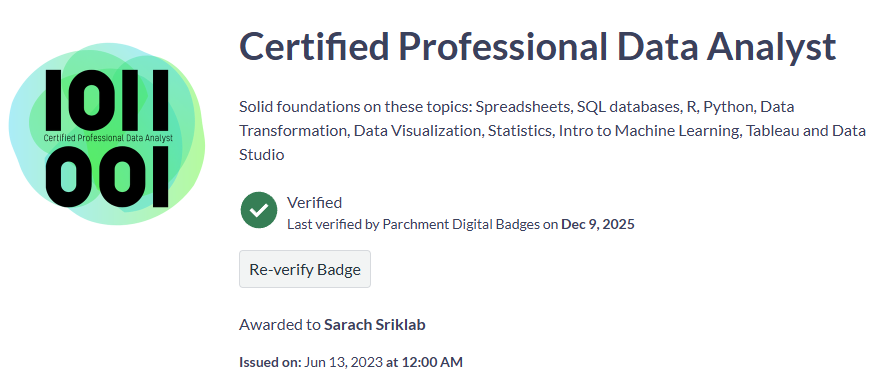 Certified Professional Data Analyst
IOII
Certified Professional Data Analyst
OOI
Solid foundations on these topics: Spreadsheets, SQL databases, R, Python, Data
Transformation, Data Visualization, Statistics, Intro to Machine Learning, Tableau and Data
Studio
Verified
Last verified by Parchment Digital Badges on Dec 9, 2025
Re-verify Badge
Awarded to Sarach Sriklab
Issued on: Jun 13, 2023 at 12:00 AM